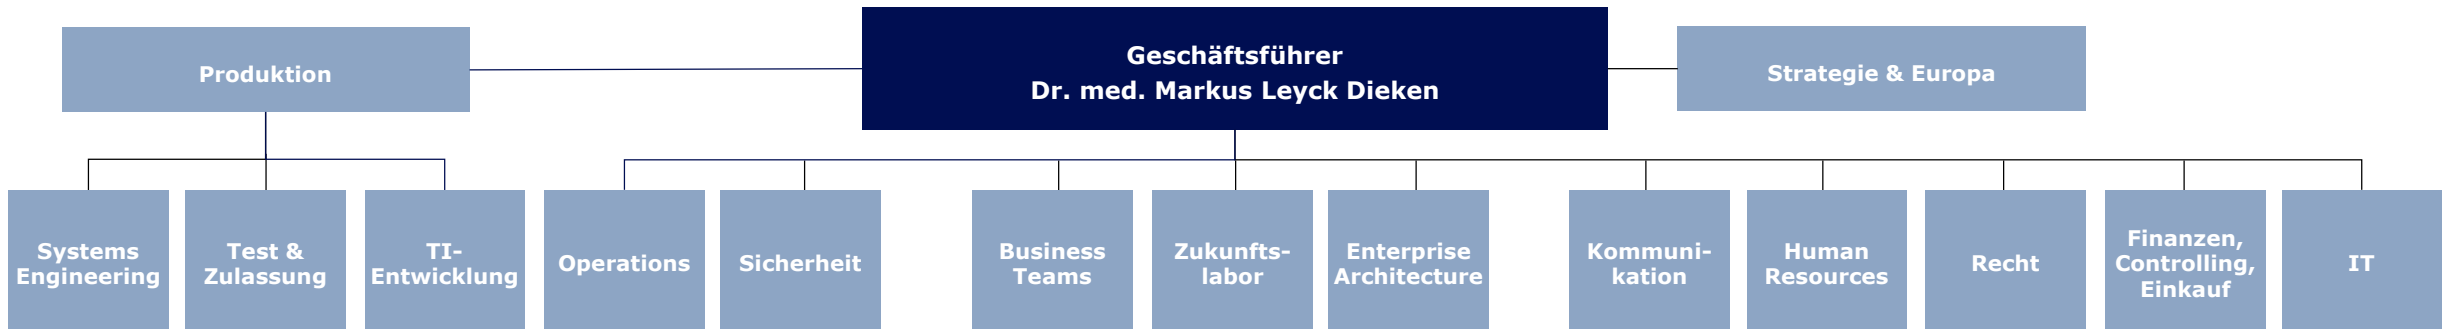 Produktion
Geschäftsführer
Dr. med. Markus Leyck Dieken
Strategie & Europa
Systems
Engineering
Test &
Zulassung
TI-
Entwicklung
Operations
Sicherheit
Business
Teams
Zukunfts-
labor
Enterprise
Architecture
Kommuni-
kation
Human
Resources
Recht
Finanzen,
Controlling,
Einkauf
IT